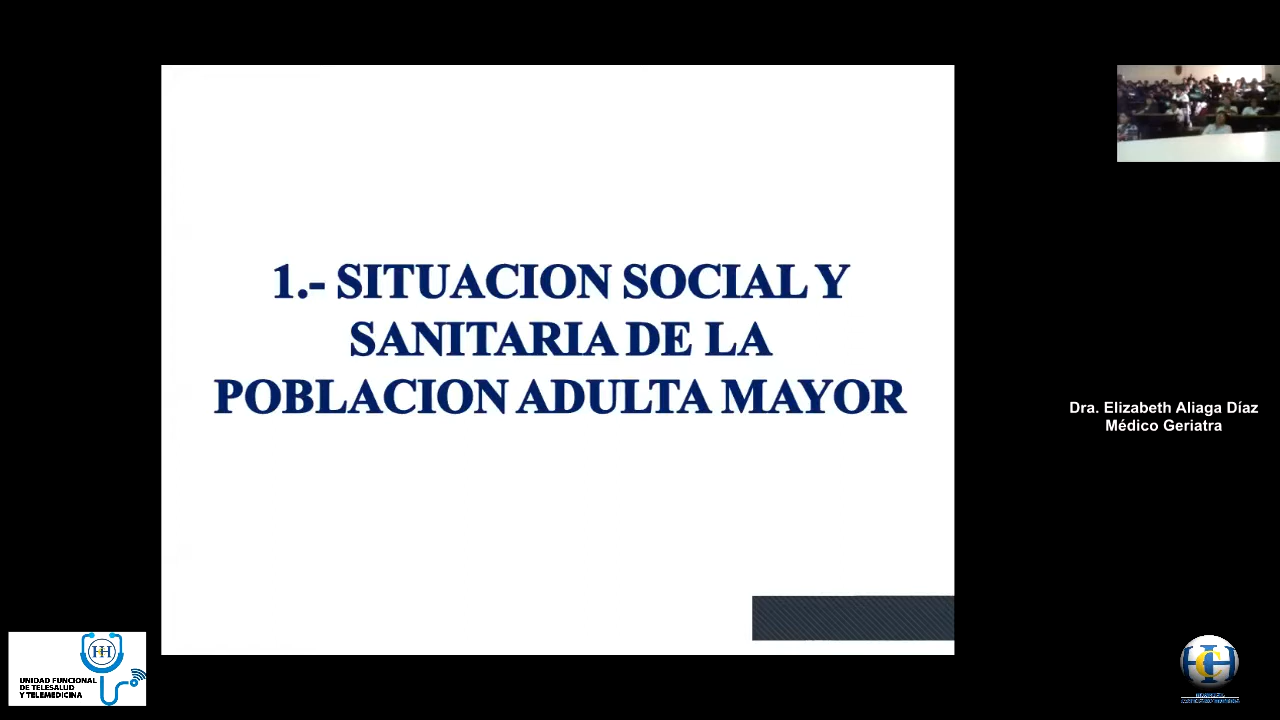 1.- SITUACION SOCIAL Y
SANITARIA DE LA
POBLACION ADULTA MAYOR
Dra. Elizabeth Aliaga Díaz
Médico Geriatra
UNIDAD FUNCIONAL
DE TELESALUD
Y TELEMEDICINA